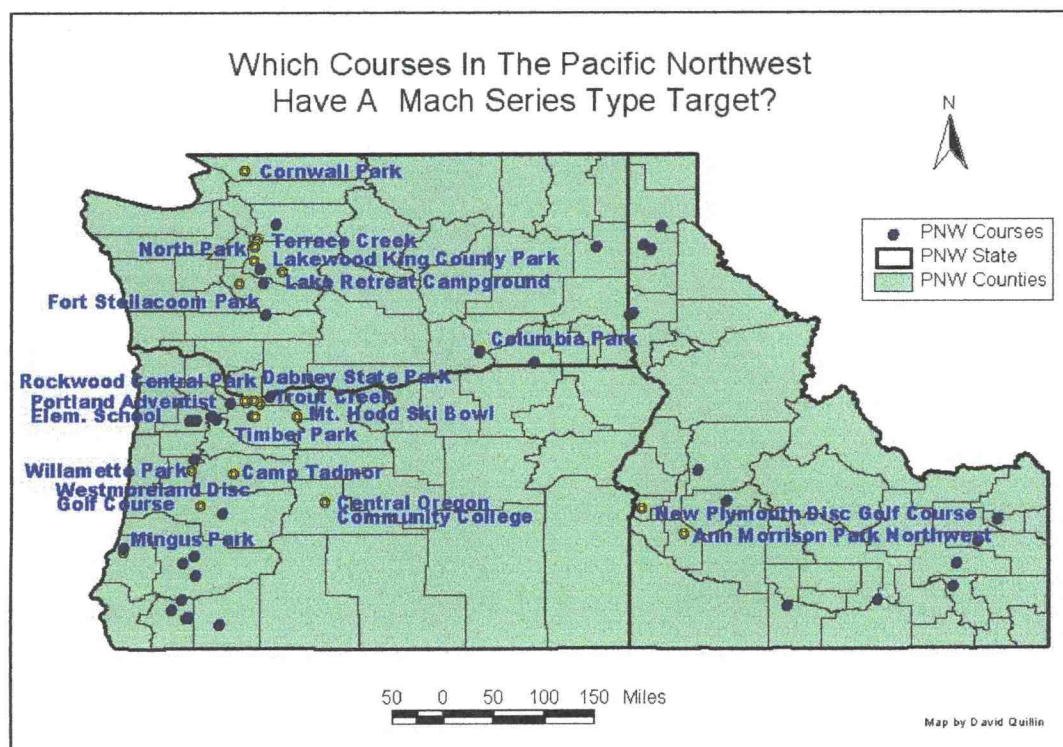 Which Courses In The Pacific Northwest
Have A Mach Series Type Target?
N
PNW Courses
PNW State
PNW Counties
Cornwall Park
Terrace Creek
North Park
Lakewood King County Park
Lake Retreat Campground
Fort Stellacoom Park
Columbia Park
Rockwood Central Park
Dabney State Park
Portland Adventist
Elem. School
Trout Creek
Mt. Hood Ski Bowl
Timber Park
Willamette Park
Camp Tadmor
Westmoreland Disc
Golf Course
Central Oregon
Community College
New Plymouth Disc Golf Course
Ann Morrison Park Northwest
Mingus Park
50 0 50 100 150 Miles
Map by David Quillin